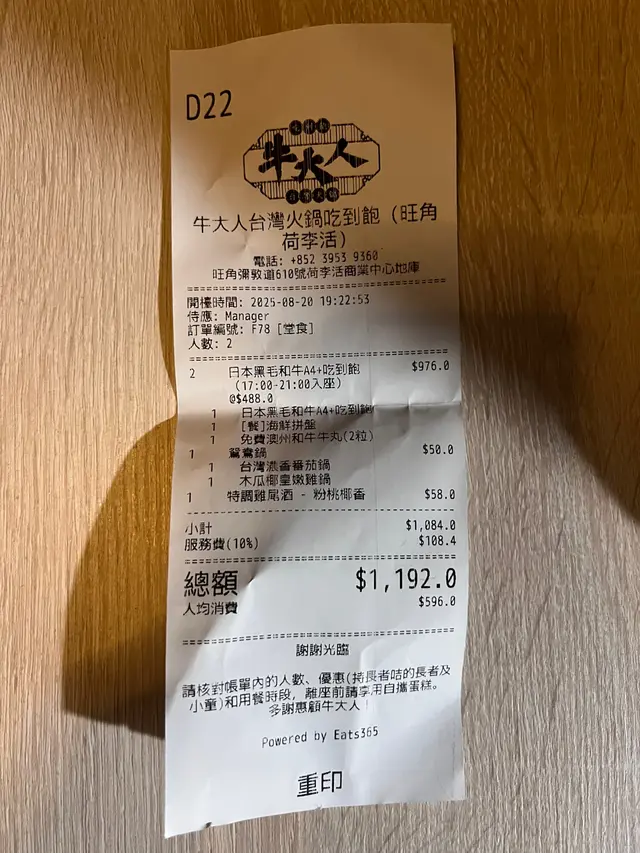 D22
牛大人
牛大人台灣火鍋吃到飽（旺角
荷李活）
電話: +852 3953 9360
旺角彌敦道610號荷李活商業中心地庫
開檯時間: 2025-08-20 19:22:53
侍應: Manager
訂單編號: F78 [堂食]
人數: 2
2 日本黑毛和牛A4+吃到飽 $976.0
(17:00-21:00入座)
@$488.0
1 日本黑毛和牛A4+吃到飽
1 [餐]海鮮拼盤
1 免費澳州和牛牛丸(2粒)
1 鴛鴦鍋 $50.0
1 台灣濃香番茄鍋
1 木瓜椰皇嫩雞鍋
1 特調雞尾酒 - 粉桃椰香 $58.0
小計 $1,084.0
服務費(10%) $108.4
總額 $1,192.0
人均消費 $596.0
謝謝光臨
請核對帳單內的人數、優惠(持長者咭的長者及
小童)和用餐時段, 離座前請享用自攜蛋糕。
多謝惠顧牛大人！
Powered by Eats365
重印